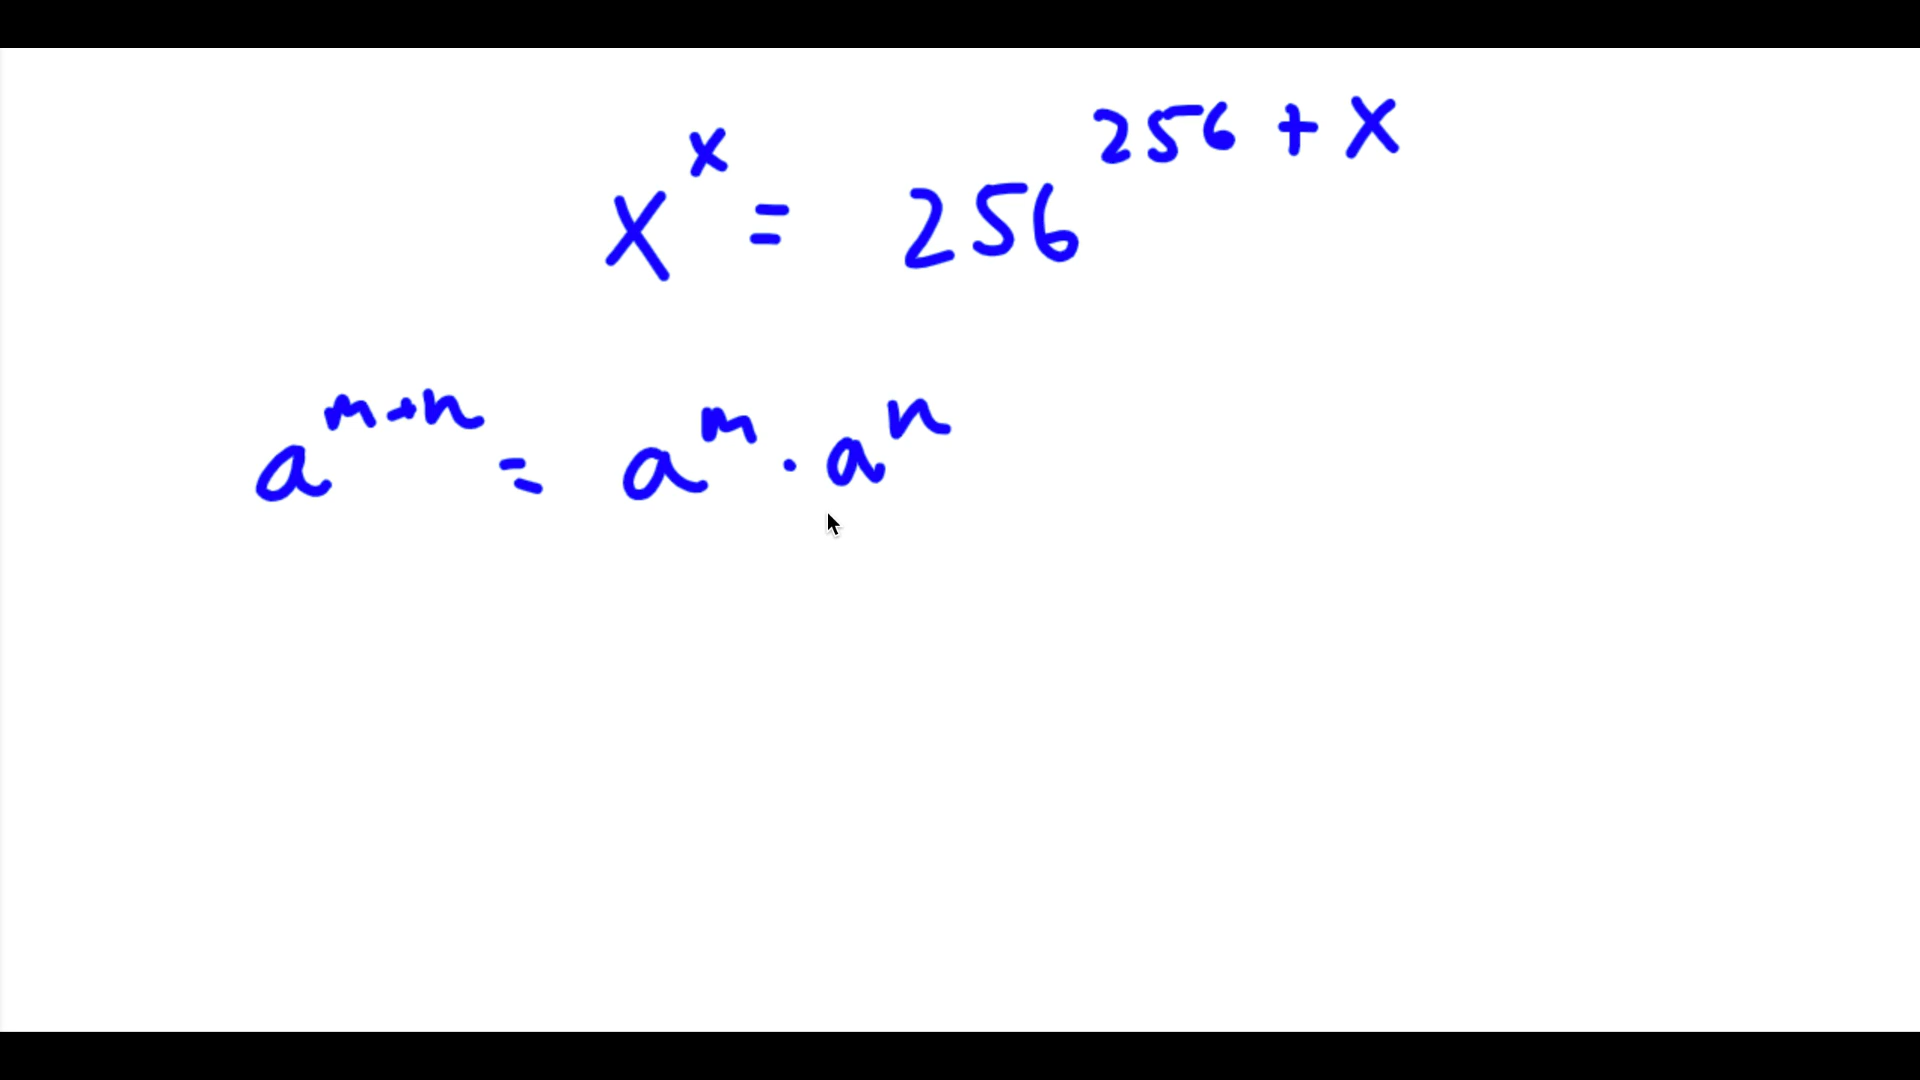 x^x = 256^{256 + x}
a^{m+n} = a^m · a^n